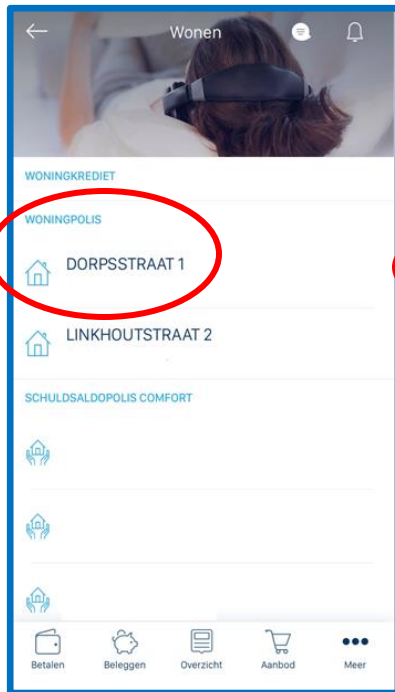 Wonen
WONINGKREDIET
WONINGPOLIS
DORPSSTRAAT 1
LINKHOUTSTRAAT 2
SCHULDSALDOPOLIS COMFORT
Betalen Beleggen Overzicht Aanbod Meer